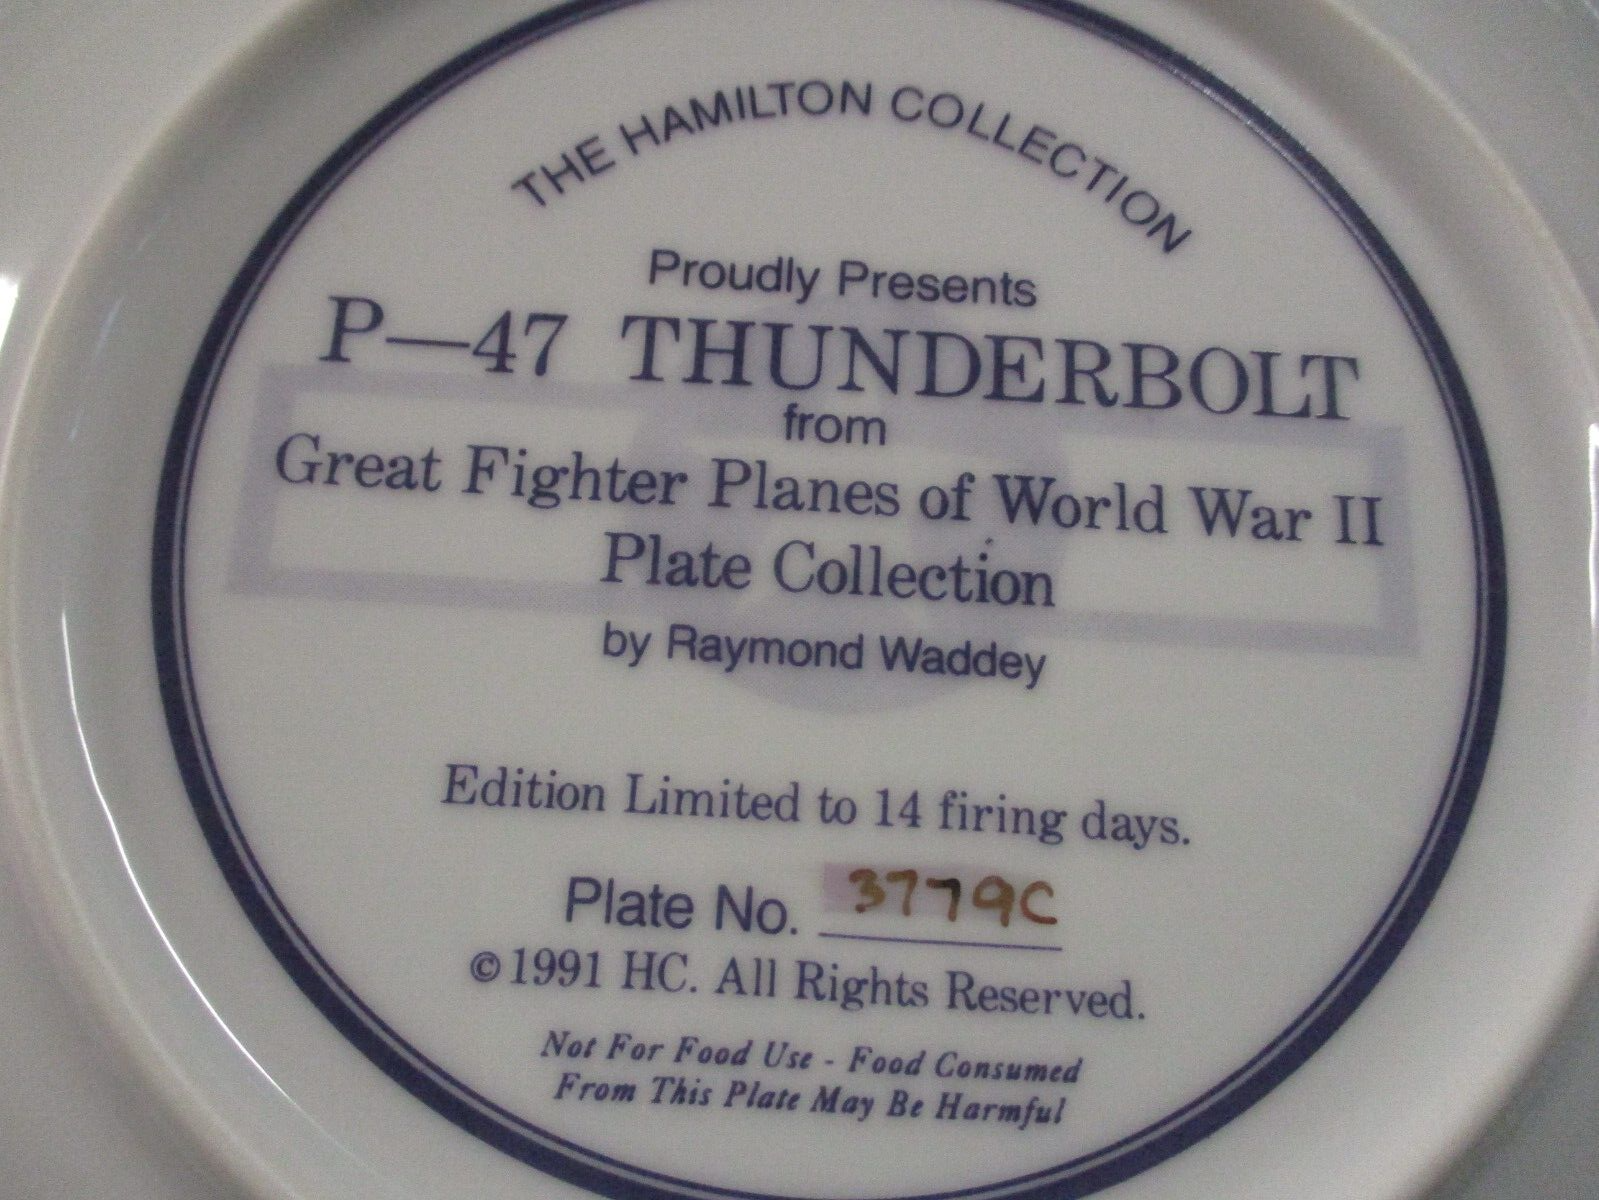 THE HAMILTON COLLECTION
Proudly Presents
P—47 THUNDERBOLT
from
Great Fighter Planes of World War II
Plate Collection
by Raymond Waddey
Edition Limited to 14 firing days.
Plate No. 3779C
©1991 HC. All Rights Reserved.
Not For Food Use - Food Consumed
From This Plate May Be Harmful